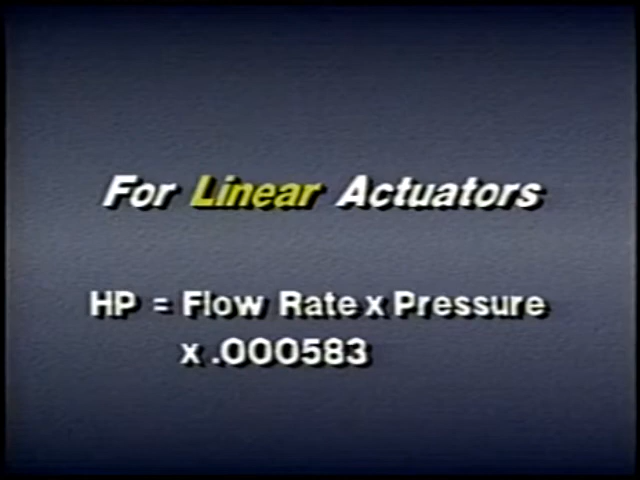 For Linear Actuators
HP = Flow Rate x Pressure
x .000583